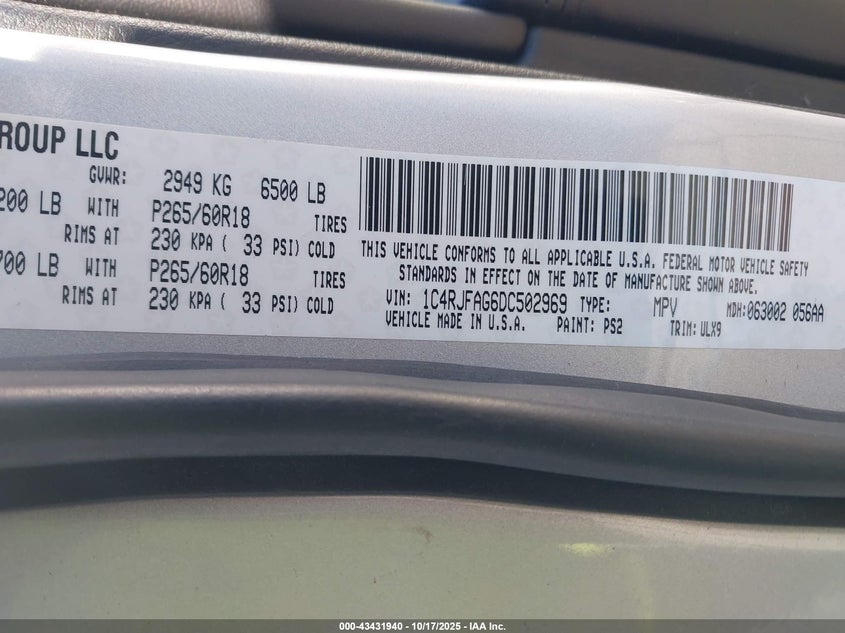 ROUP LLC
GVWR: 2949 KG 6500 LB
200 LB WITH P265/60R18 TIRES
RIMS AT 230 KPA ( 33 PSI) COLD
700 LB WITH P265/60R18 TIRES
RIMS AT 230 KPA ( 33 PSI) COLD
THIS VEHICLE CONFORMS TO ALL APPLICABLE U.S.A. FEDERAL MOTOR VEHICLE SAFETY
STANDARDS IN EFFECT ON THE DATE OF MANUFACTURE SHOWN ABOVE.
VIN: 1C4RJFAG6DC502969 TYPE: MPV MDH:063002 056AA
VEHICLE MADE IN U.S.A. PAINT: PS2 TRIM: ULX9
000-43431940 - 10/17/2025 - IAA Inc.